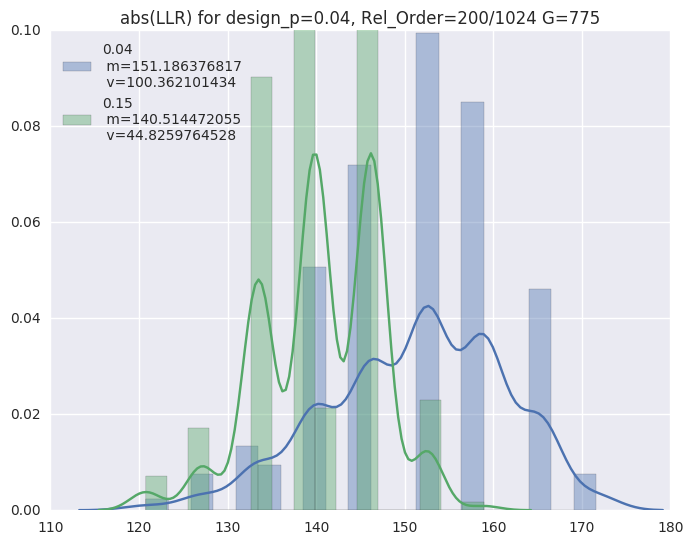 abs(LLR) for design_p=0.04, Rel_Order=200/1024 G=775
0.04
m=151.186376817
v=100.362101434
0.15
m=140.514472055
v=44.8259764528
0.10
0.08
0.06
0.04
0.02
0.00
110 120 130 140 150 160 170 180